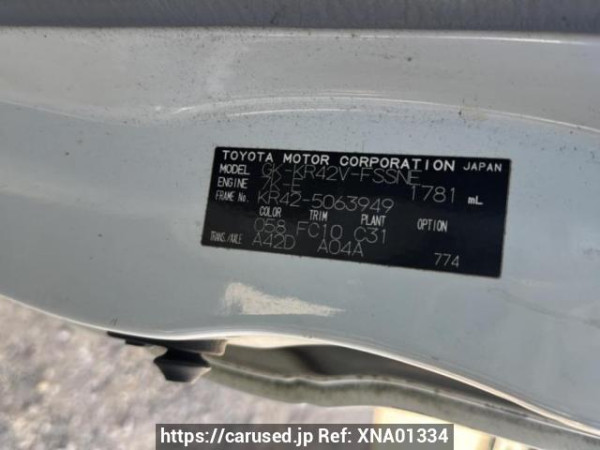 TOYOTA MOTOR CORPORATION JAPAN
MODEL GK-KR42V-FSSNE
ENGINE 7K-E 1781 mL
FRAME No. KR42-5063949
COLOR TRIM PLANT OPTION
058 FC10 C31
TRANS./AXLE A42D A04A 774
https://carused.jp Ref: XNA01334